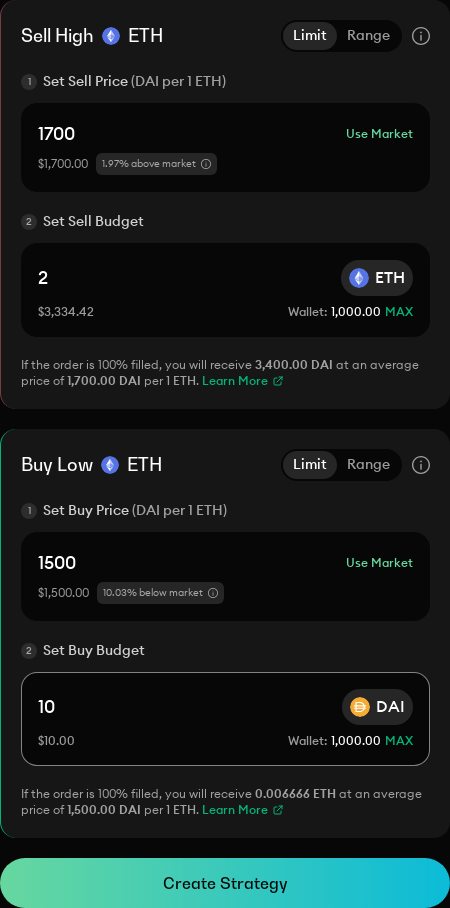 Sell High ETH Limit Range
1 Set Sell Price (DAI per 1 ETH)
1700 Use Market
$1,700.00 1.97% above market
2 Set Sell Budget
2 ETH
$3,334.42 Wallet: 1,000.00 MAX
If the order is 100% filled, you will receive 3,400.00 DAI at an average
price of 1,700.00 DAI per 1 ETH. Learn More
Buy Low ETH Limit Range
1 Set Buy Price (DAI per 1 ETH)
1500 Use Market
$1,500.00 10.03% below market
2 Set Buy Budget
10 DAI
$10.00 Wallet: 1,000.00 MAX
If the order is 100% filled, you will receive 0.006666 ETH at an average
price of 1,500.00 DAI per 1 ETH. Learn More
Create Strategy